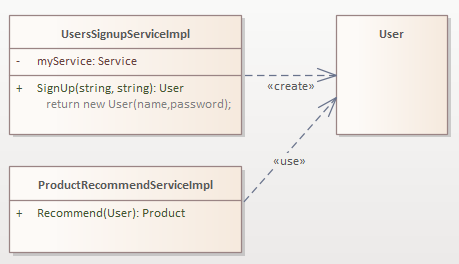 UsersSignupServiceImpl
- myService: Service
+ SignUp(string, string): User
return new User(name,password);
User
«create»
«use»
ProductRecommendServiceImpl
+ Recommend(User): Product